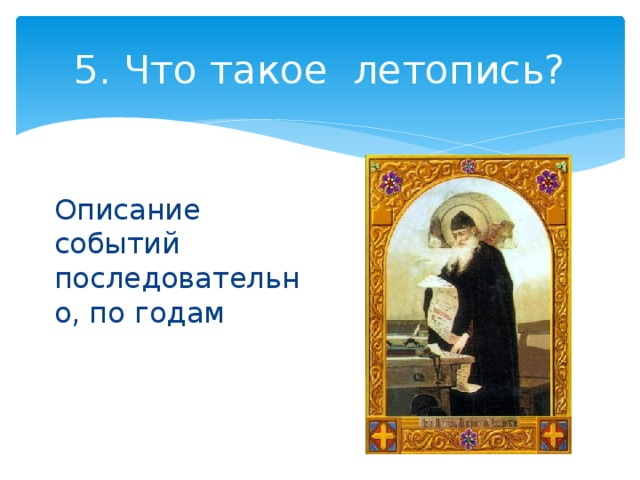 5. Что такое летопись?
Описание
событий
последовательн
о, по годам